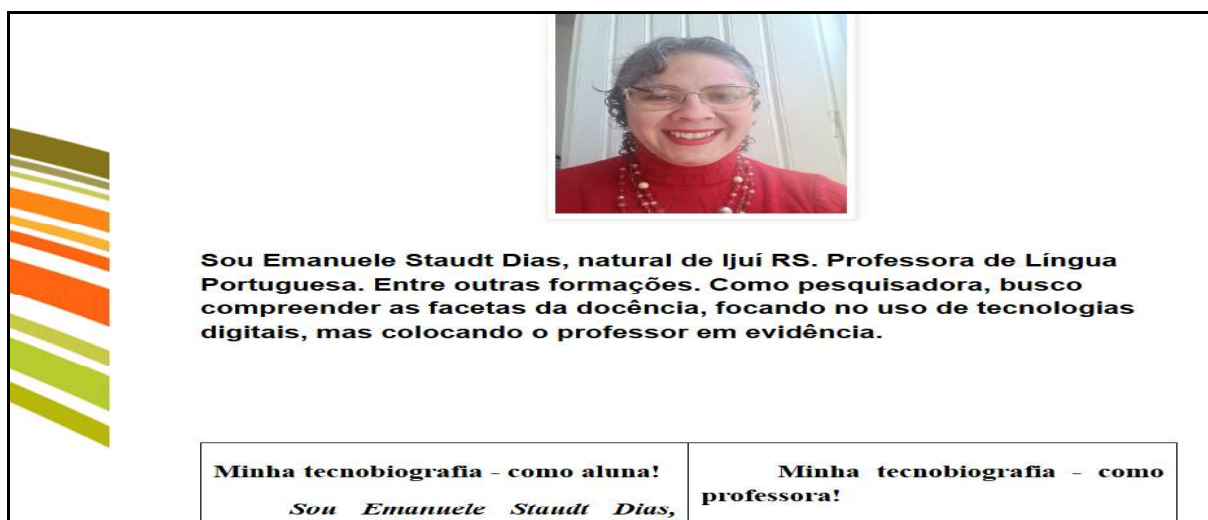 Sou Emanuele Staudt Dias, natural de Ijuí RS. Professora de Língua
Portuguesa. Entre outras formações. Como pesquisadora, busco
compreender as facetas da docência, focando no uso de tecnologias
digitais, mas colocando o professor em evidência.
Minha tecnobiografia - como aluna!
Sou Emanuele Staudt Dias,
Minha tecnobiografia - como
professora!